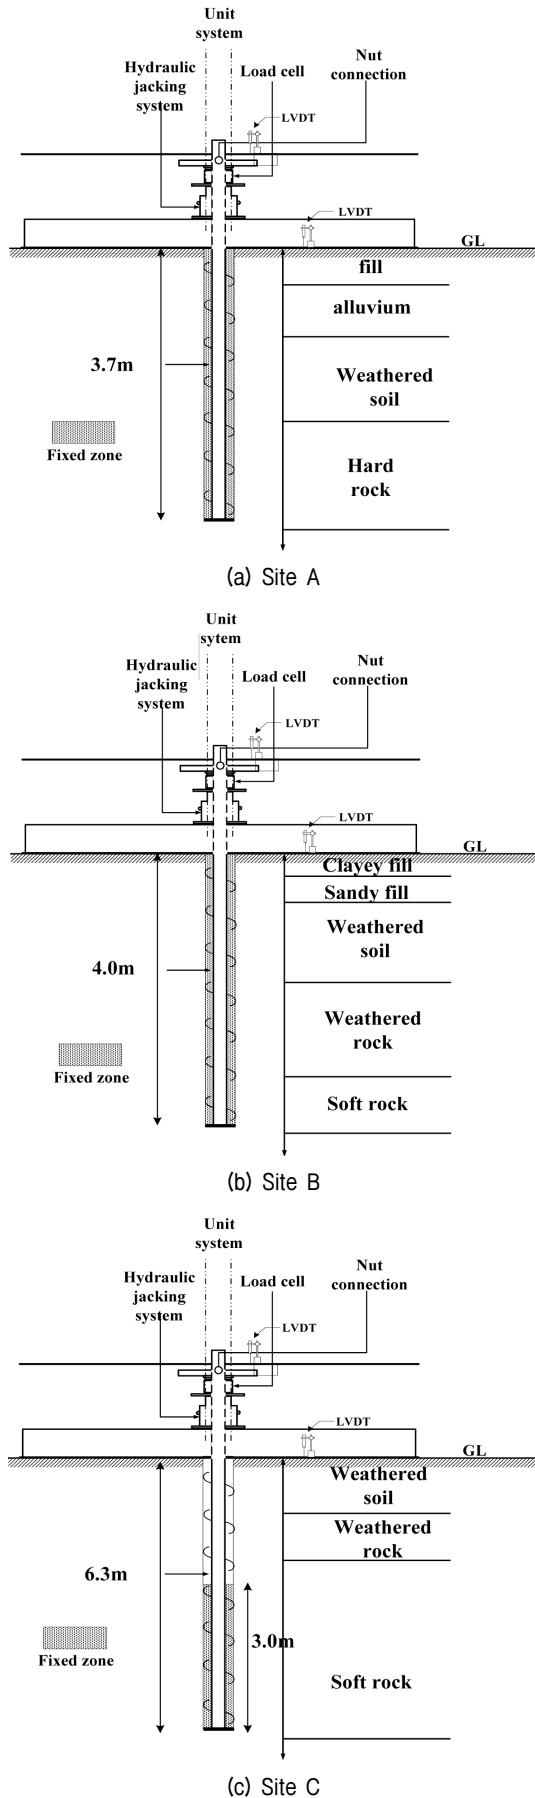 Unit
system
Hydraulic
jacking
system
Load cell
Nut
connection
LVDT
LVDT
GL
fill
alluvium
3.7m
Weathered
soil
Fixed zone
Hard
rock
(a) Site A
Unit
sytem
Hydraulic
jacking
system
Load cell
Nut
connection
LVDT
LVDT
GL
Clayey fill
Sandy fill
Weathered
soil
4.0m
Weathered
rock
Fixed zone
Soft rock
(b) Site B
Unit
system
Hydraulic
jacking
system
Load cell
Nut
connection
LVDT
LVDT
GL
Weathered
soil
Weathered
rock
6.3m
3.0m
Fixed zone
Soft rock
(c) Site C